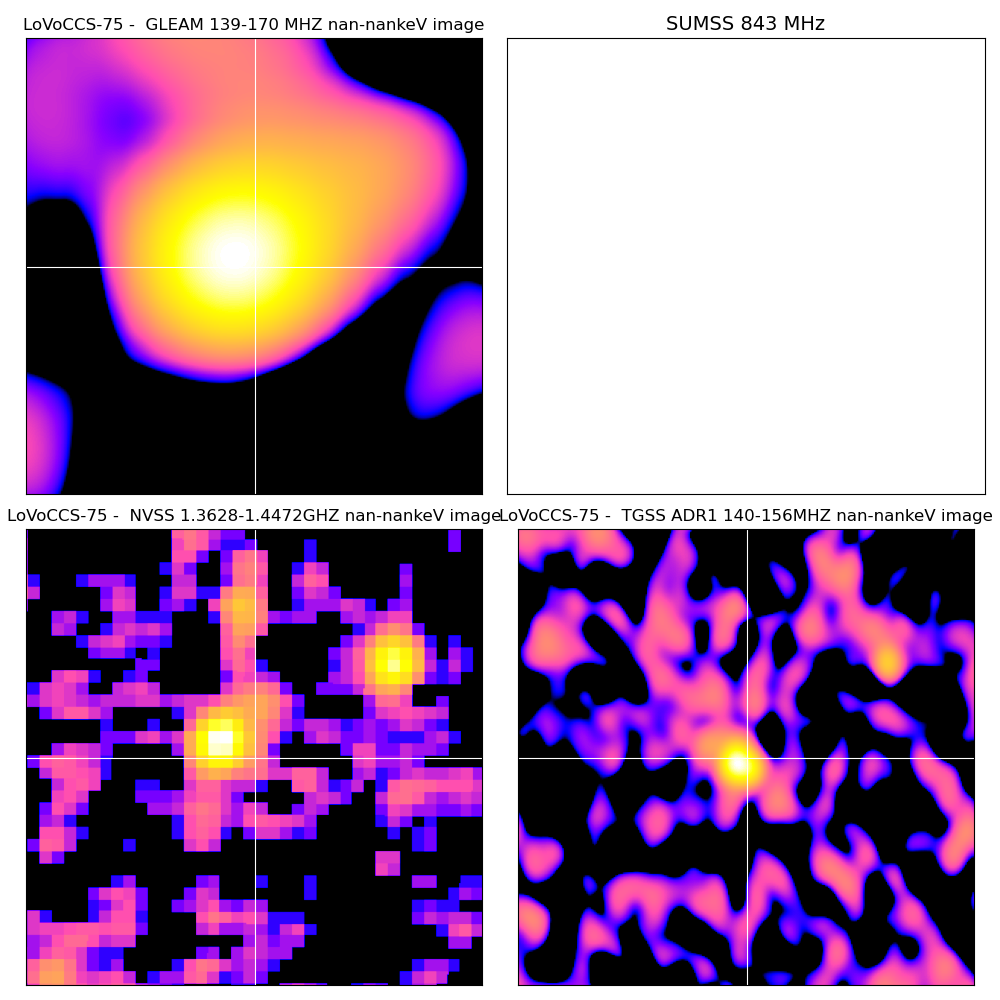 LoVoCCS-75 -  GLEAM 139-170 MHZ nan-nankeV image
SUMSS 843 MHz
LoVoCCS-75 -  NVSS 1.3628-1.4472GHZ nan-nankeV image
LoVoCCS-75 -  TGSS ADR1 140-156MHZ nan-nankeV image